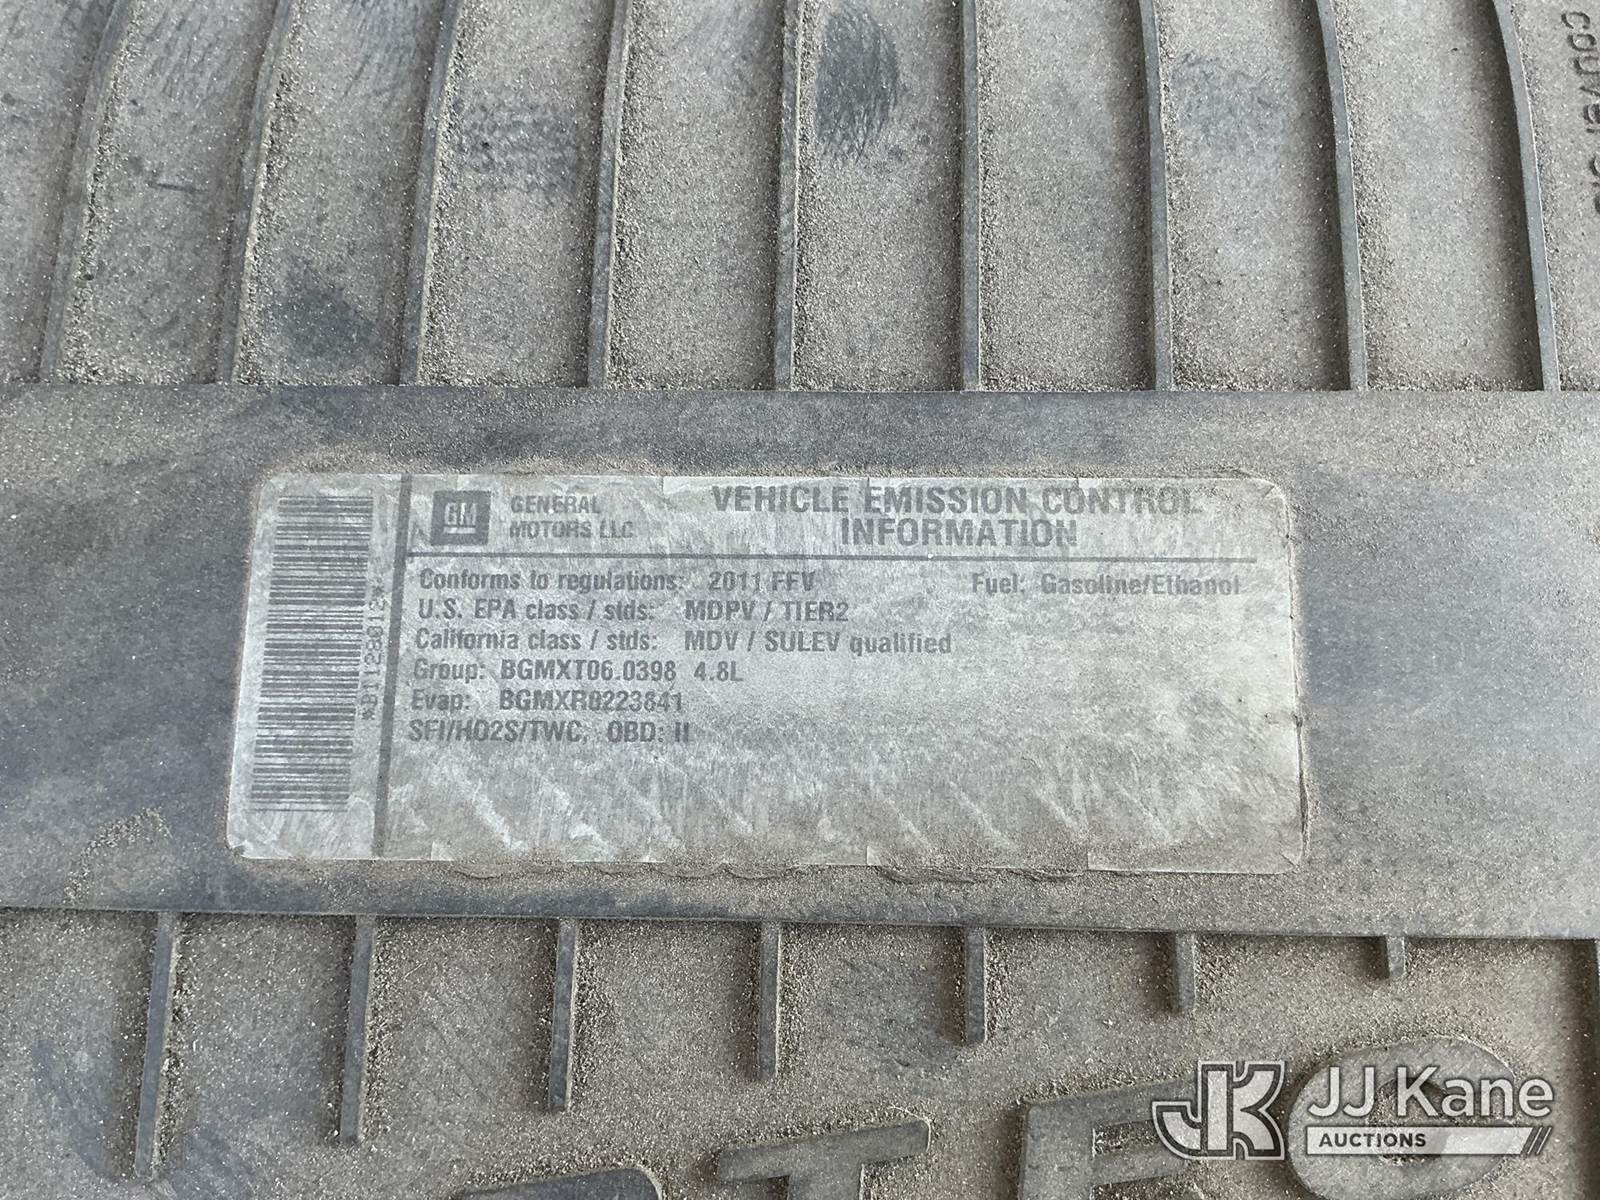 GM GENERAL MOTORS LLC
VEHICLE EMISSION CONTROL
INFORMATION
Conforms to regulations: 2011 FFV Fuel: Gasoline/Ethanol
U.S. EPA class / stds: MDPV / TIER2
California class / stds: MDV / SULEV qualified
Group: BGMXT06.0398 4.8L
Evap: BGMXR0223841
SFI/HO2S/TWC, OBD: II
JK JJ Kane
AUCTIONS